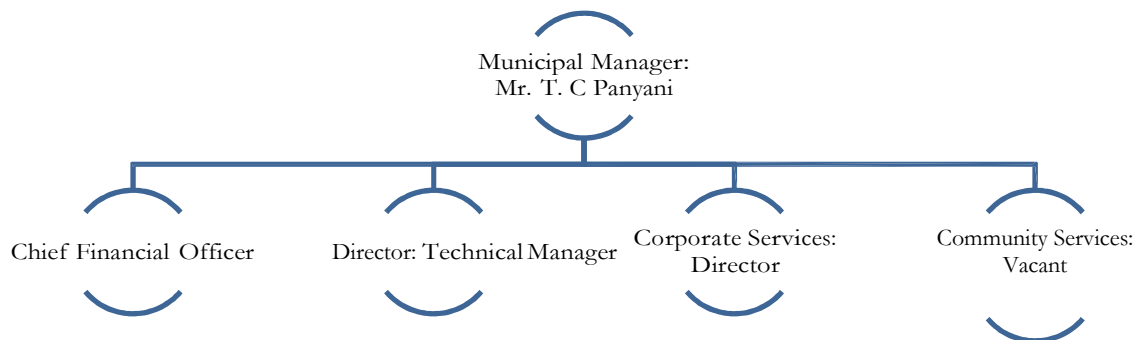 Municipal Manager:
Mr. T. C Panyani
Chief Financial Officer
Director: Technical Manager
Corporate Services:
Director
Community Services:
Vacant